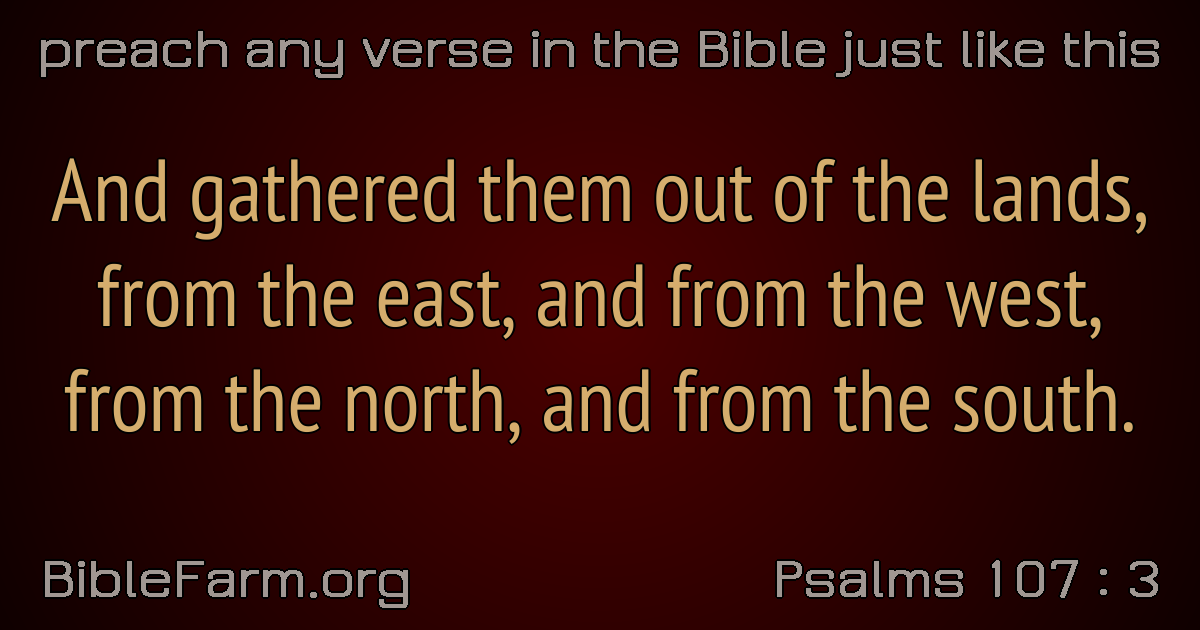 preach any verse in the Bible just like this
And gathered them out of the lands,
from the east, and from the west,
from the north, and from the south.
BibleFarm.org
Psalms 107 : 3